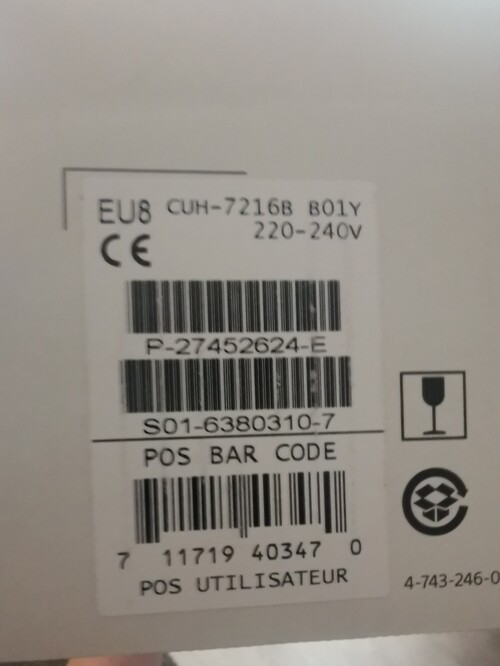 EU8 CUH-7216B B01Y
220-240V
CE
P-27452624-E
S01-6380310-7
POS BAR CODE
7 11719 40347 0
POS UTILISATEUR
4-743-246-0